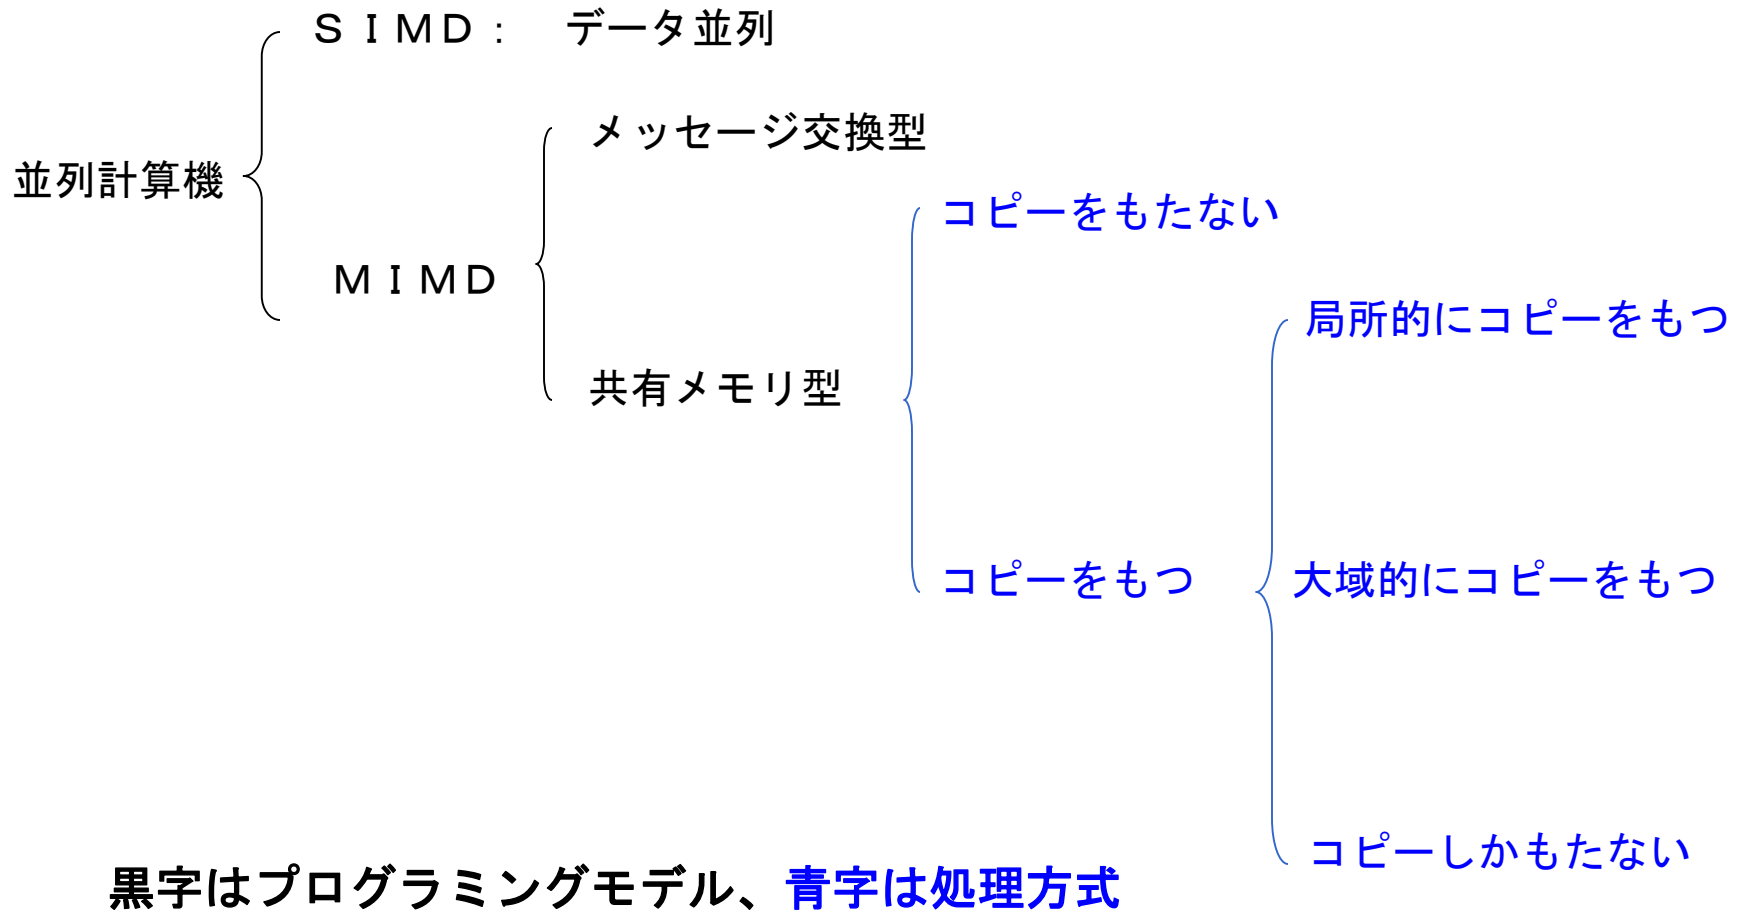 SIMD: データ並列
メッセージ交換型
並列計算機
コピーをもたない
MIMD
局所的にコピーをもつ
共有メモリ型
コピーをもつ
大域的にコピーをもつ
コピーしかもたない
黒字はプログラミングモデル、青字は処理方式